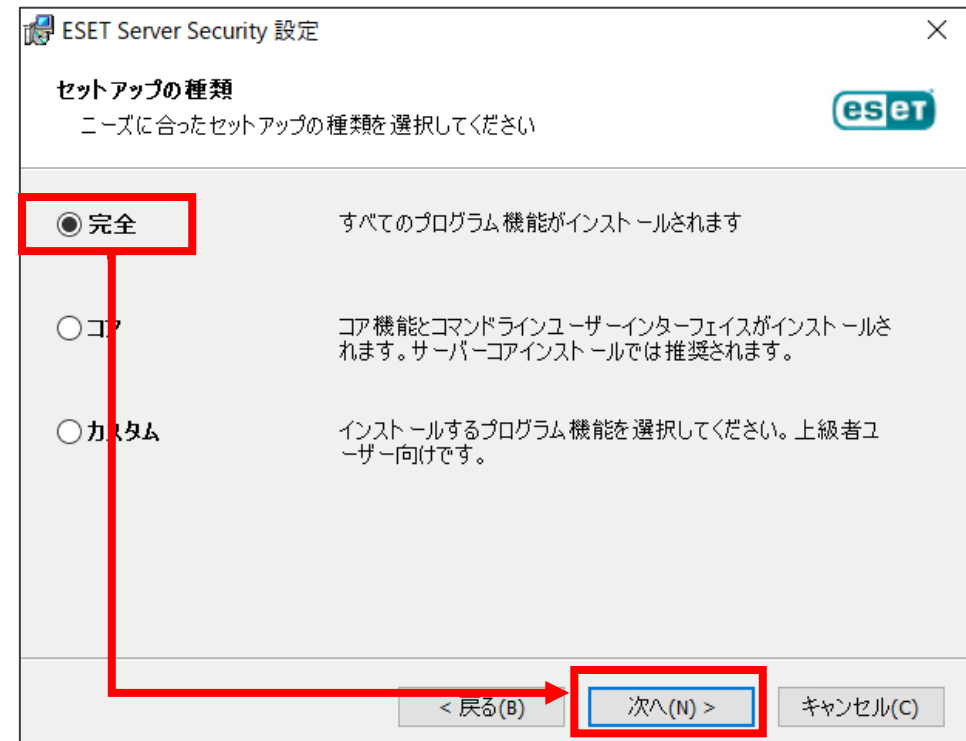 ESET Server Security 設定
セットアップの種類
ニーズに合ったセットアップの種類を選択してください
eseT
完全
すべてのプログラム機能がインストールされます
コア
コア機能とコマンドラインユーザーインターフェイスがインストールさ
れます。サーバーコアインストールでは推奨されます。
カスタム
インストールするプログラム機能を選択してください。上級者ユ
ーザー向けです。
< 戻る(B)
次へ(N) >
キャンセル(C)